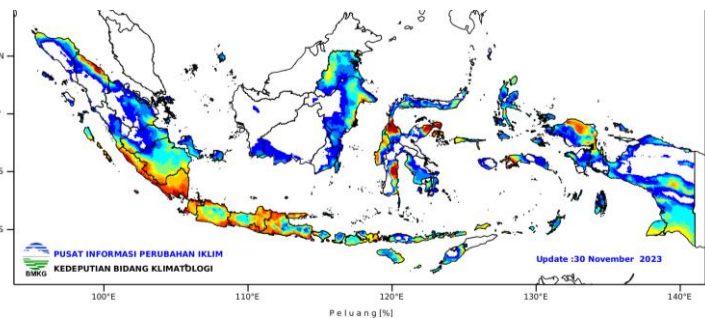 PUSAT INFORMASI PERUBAHAN IKLIM
KEDEPUTIAN BIDANG KLIMATOLOGI
BMKG
Update :30 November 2023
100°E 110°E 120°E 130°E 140°E
Peluang[%]